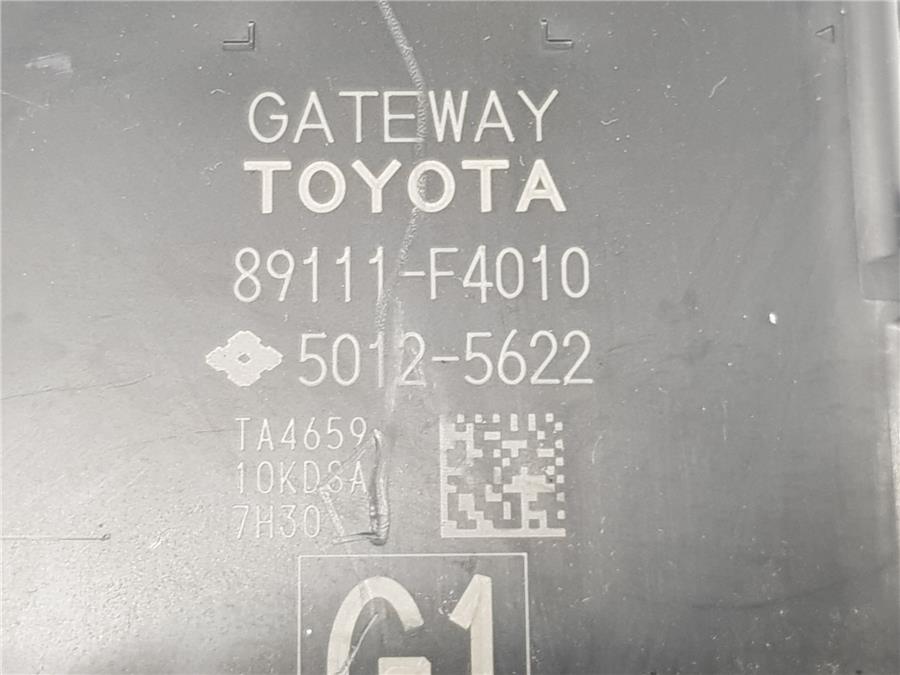 GATEWAY
TOYOTA
89111-F4010
5012-5622
TA4659
10KDSA
7H30
G1